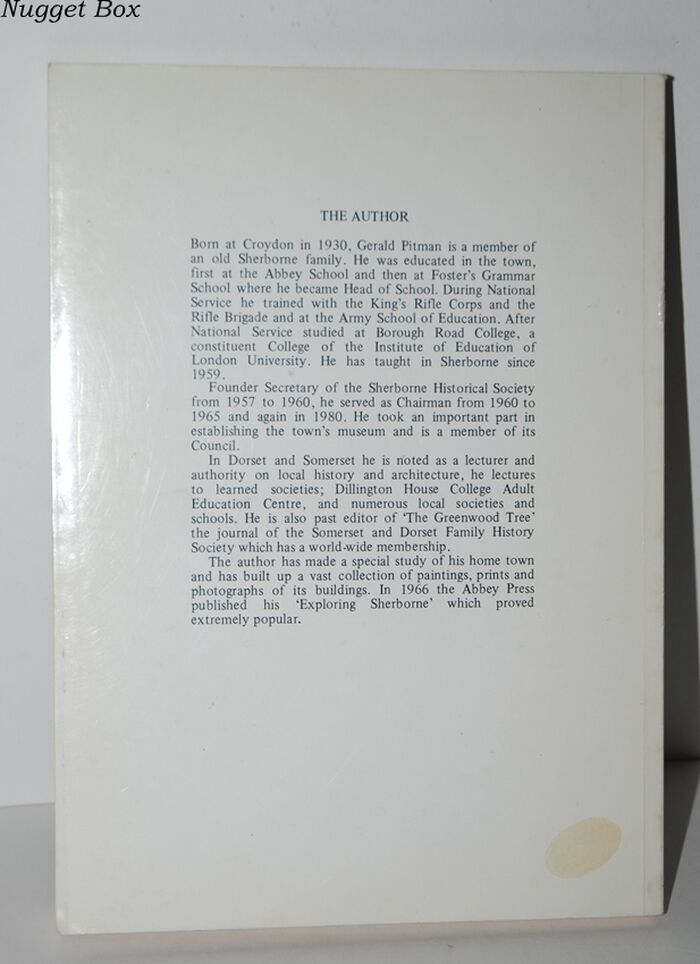 Nugget Box
THE AUTHOR
Born at Croydon in 1930, Gerald Pitman is a member of
an old Sherborne family. He was educated in the town,
first at the Abbey School and then at Foster's Grammar
School where he became Head of School. During National
Service he trained with the King's Rifle Corps and the
Rifle Brigade and at the Army School of Education. After
National Service studied at Borough Road College, a
constituent College of the Institute of Education of
London University. He has taught in Sherborne since
1959.
Founder Secretary of the Sherborne Historical Society
from 1957 to 1960, he served as Chairman from 1960 to
1965 and again in 1980. He took an important part in
establishing the town's museum and is a member of its
Council.
In Dorset and Somerset he is noted as a lecturer and
authority on local history and architecture, he lectures
to learned societies; Dillington House College Adult
Education Centre, and numerous local societies and
schools. He is also past editor of 'The Greenwood Tree'
the journal of the Somerset and Dorset Family History
Society which has a world-wide membership.
The author has made a special study of his home town
and has built up a vast collection of paintings, prints and
photographs of its buildings. In 1966 the Abbey Press
published his 'Exploring Sherborne' which proved
extremely popular.